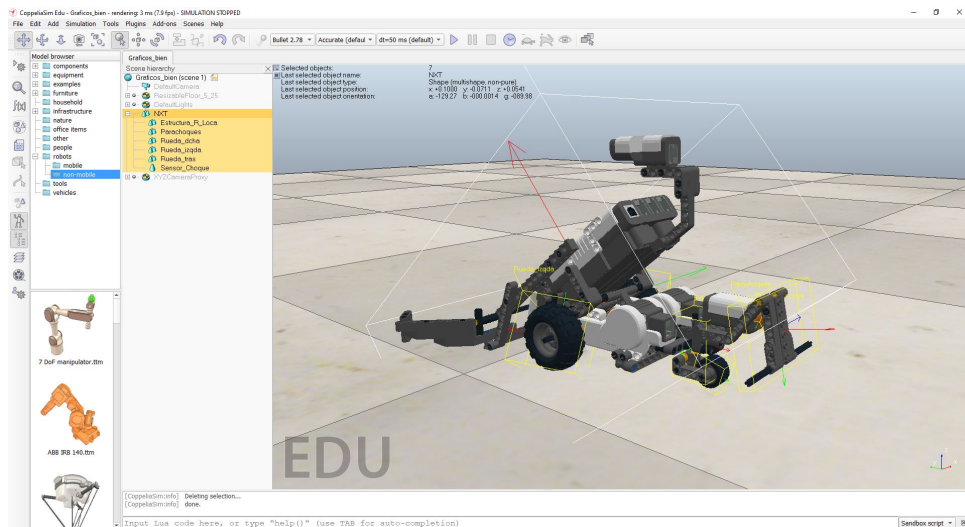 CoppeliaSim Edu - Graficos_bien - rendering: 3 ms (7.9 fps) - SIMULATION STOPPED
File Edit Add Simulation Tools Plugins Add-ons Scenes Help
Bullet 2.78 Accurate (defaul dt=50 ms (default)
Model browser
components
equipment
examples
furniture
household
infrastructure
nature
office items
other
people
robots
mobile
non-mobile
tools
vehicles
7 DoF manipulator.ttm
ABB IRB 140.ttm
Graficos_bien
Scene hierarchy
Graficos_bien (scene 1)
DefaultCamera
ResizableFloor_5_25
DefaultLights
NXT
Estructura_R_Loca
Parachoques
Rueda_dcha
Rueda_izqda
Rueda_tras
Sensor_Choque
XYZCameraProxy
Selected objects: 7
Last selected object name: NXT
Last selected object type: Shape (multishape, non-pure)
Last selected object position: x: +0.1000 y: -0.0711 z: +0.0541
Last selected object orientation: a: -129.27 b: -000.0014 g: -089.98
Rueda_izqda
EDU
[CoppeliaSim:info] Deleting selection...
[CoppeliaSim:info] done.
Input Lua code here, or type "help()" (use TAB for auto-completion)
Sandbox script